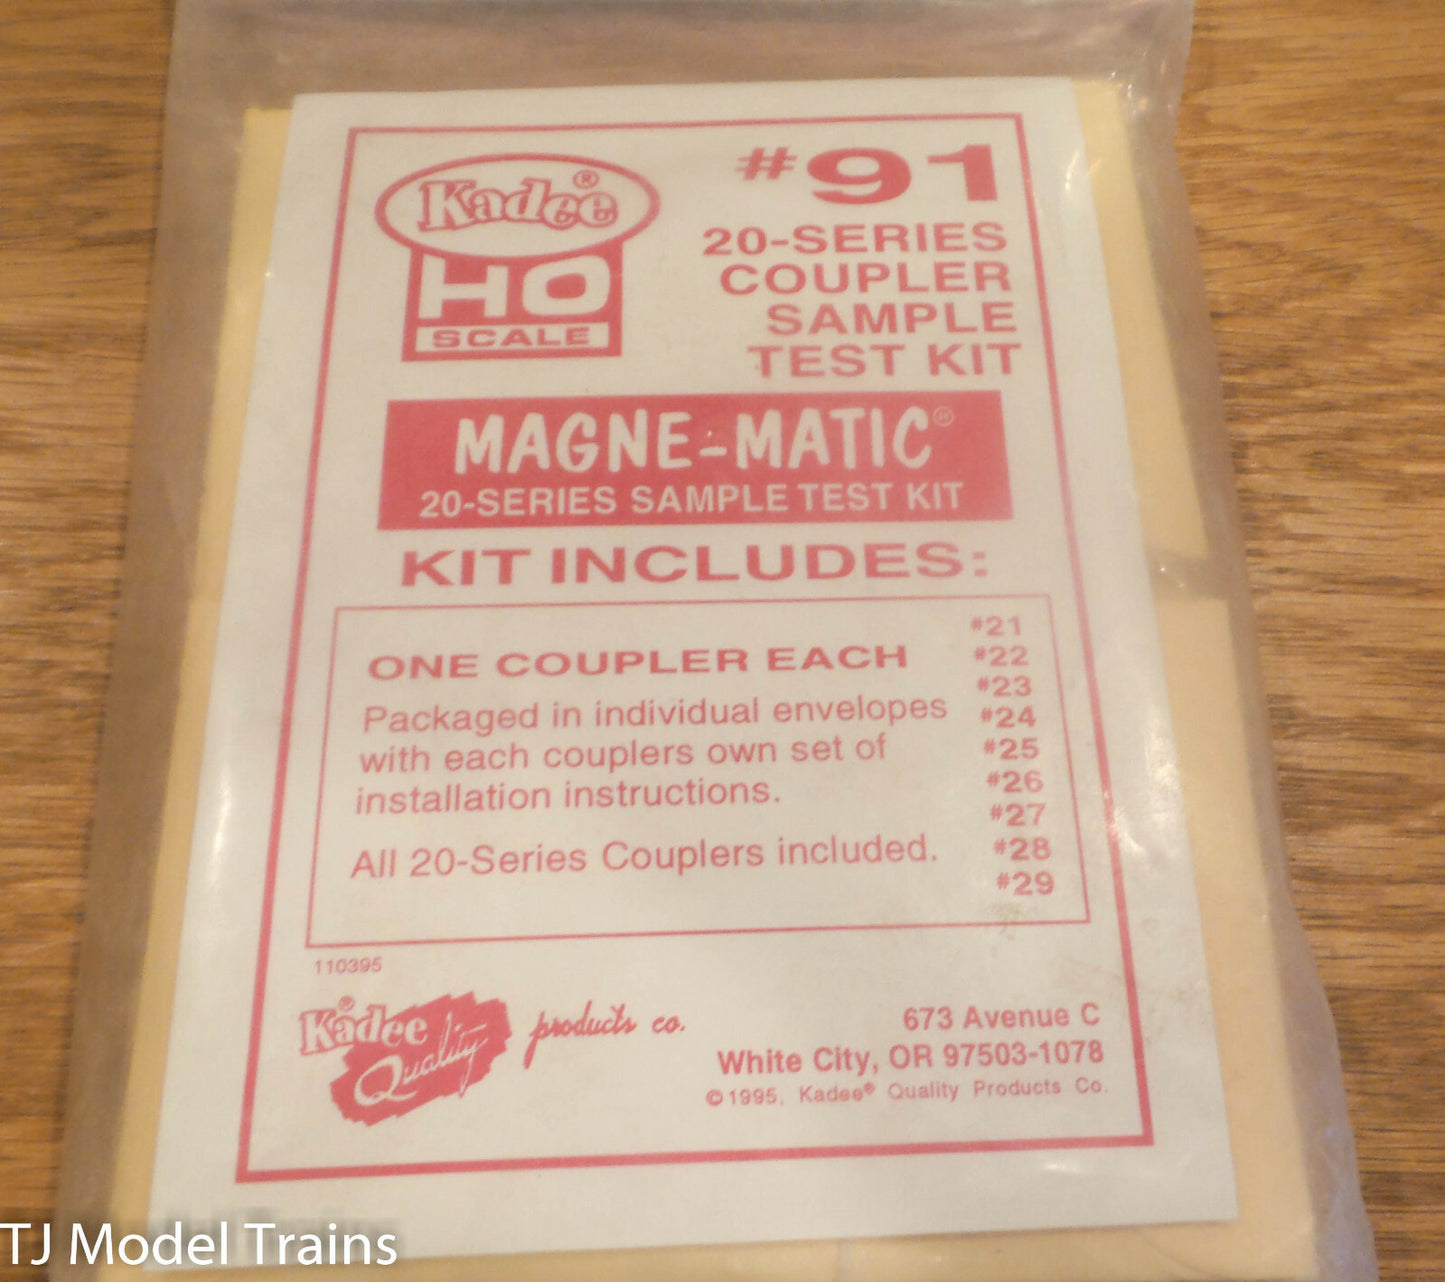 Kadee®
HO
SCALE
#91
20-SERIES
COUPLER
SAMPLE
TEST KIT
MAGNE-MATIC®
20-SERIES SAMPLE TEST KIT
KIT INCLUDES:
ONE COUPLER EACH
Packaged in individual envelopes
with each couplers own set of
installation instructions.
All 20-Series Couplers included.
#21
#22
#23
#24
#25
#26
#27
#28
#29
110395
Kadee®
Quality
products co.
673 Avenue C
White City, OR 97503-1078
©1995, Kadee® Quality Products Co.
TJ Model Trains